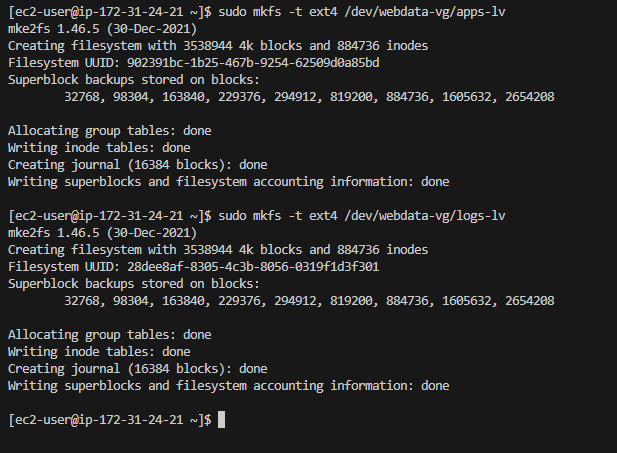 [ec2-user@ip-172-31-24-21 ~]$ sudo mkfs -t ext4 /dev/webdata-vg/apps-lv
mke2fs 1.46.5 (30-Dec-2021)
Creating filesystem with 3538944 4k blocks and 884736 inodes
Filesystem UUID: 902391bc-1b25-467b-9254-62509d0a85bd
Superblock backups stored on blocks:
32768, 98304, 163840, 229376, 294912, 819200, 884736, 1605632, 2654208
Allocating group tables: done
Writing inode tables: done
Creating journal (16384 blocks): done
Writing superblocks and filesystem accounting information: done
[ec2-user@ip-172-31-24-21 ~]$ sudo mkfs -t ext4 /dev/webdata-vg/logs-lv
mke2fs 1.46.5 (30-Dec-2021)
Creating filesystem with 3538944 4k blocks and 884736 inodes
Filesystem UUID: 28dee8af-8305-4c3b-8056-0319f1d3f301
Superblock backups stored on blocks:
32768, 98304, 163840, 229376, 294912, 819200, 884736, 1605632, 2654208
Allocating group tables: done
Writing inode tables: done
Creating journal (16384 blocks): done
Writing superblocks and filesystem accounting information: done
[ec2-user@ip-172-31-24-21 ~]$